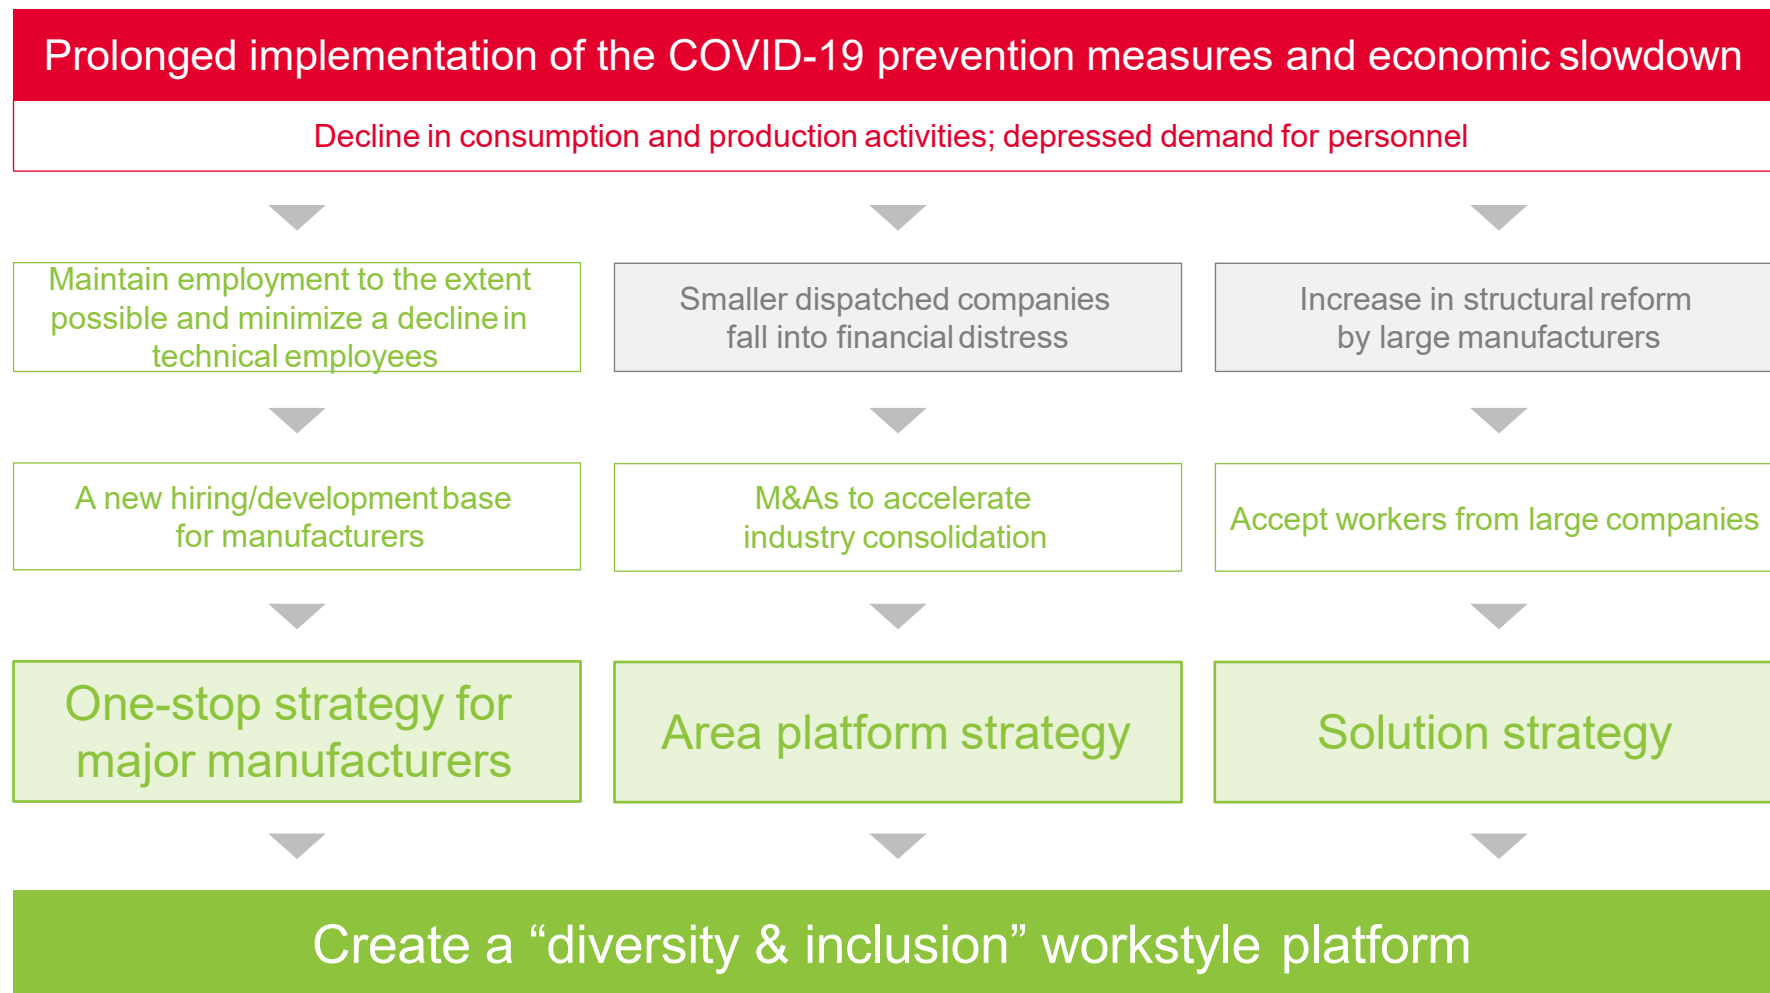 Prolonged implementation of the COVID-19 prevention measures and economic slowdown
Decline in consumption and production activities; depressed demand for personnel
Maintain employment to the extent
possible and minimize a decline in
technical employees
Smaller dispatched companies
fall into financial distress
Increase in structural reform
by large manufacturers
A new hiring/development base
for manufacturers
M&As to accelerate
industry consolidation
Accept workers from large companies
One-stop strategy for
major manufacturers
Area platform strategy
Solution strategy
Create a “diversity & inclusion” workstyle platform